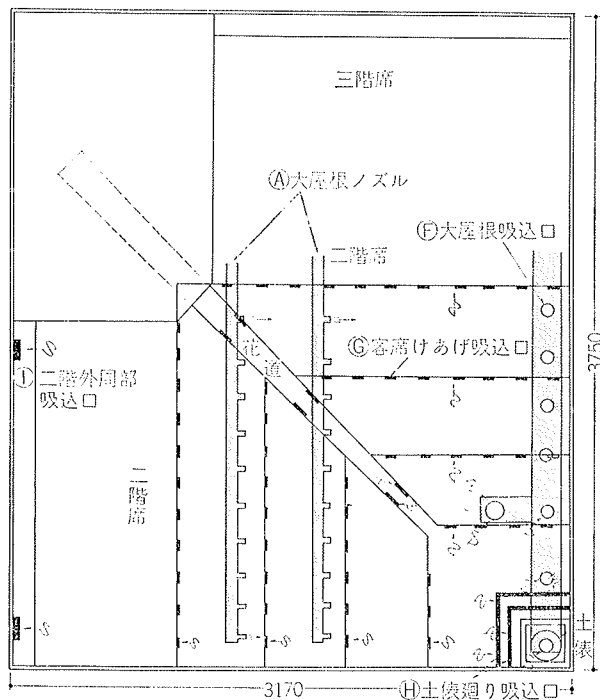 三階席
Ⓐ大屋根ノズル
Ⓕ大屋根吸込口
二階席
花道
Ⓖ客席けあげ吸込口
Ⓘ二階外周部
吸込口
二階席
土俵
3750
3170
Ⓗ土俵廻り吸込口